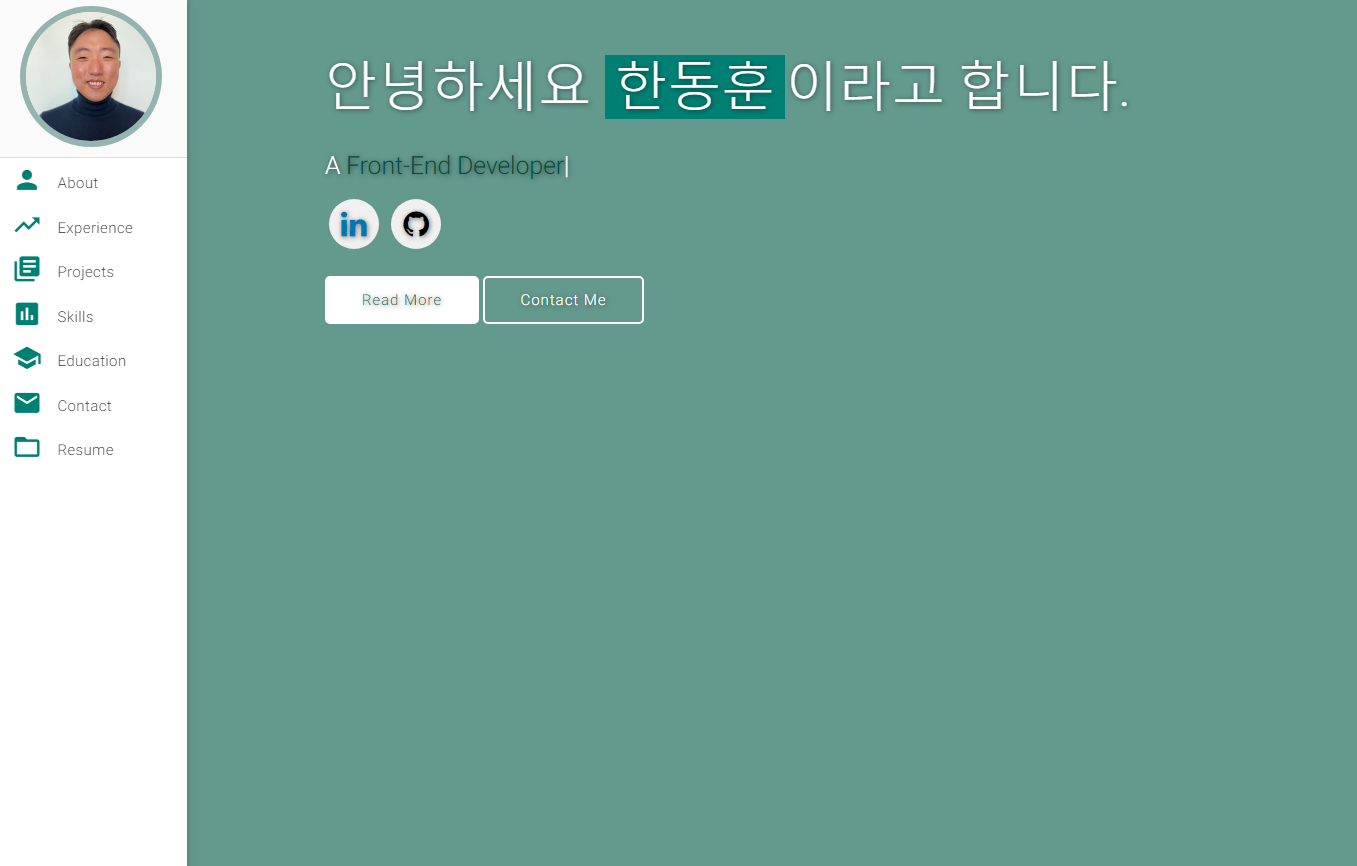 About
Experience
Projects
Skills
Education
Contact
Resume
안녕하세요 한동훈 이라고 합니다.
A Front-End Developer|
in
Read More
Contact Me